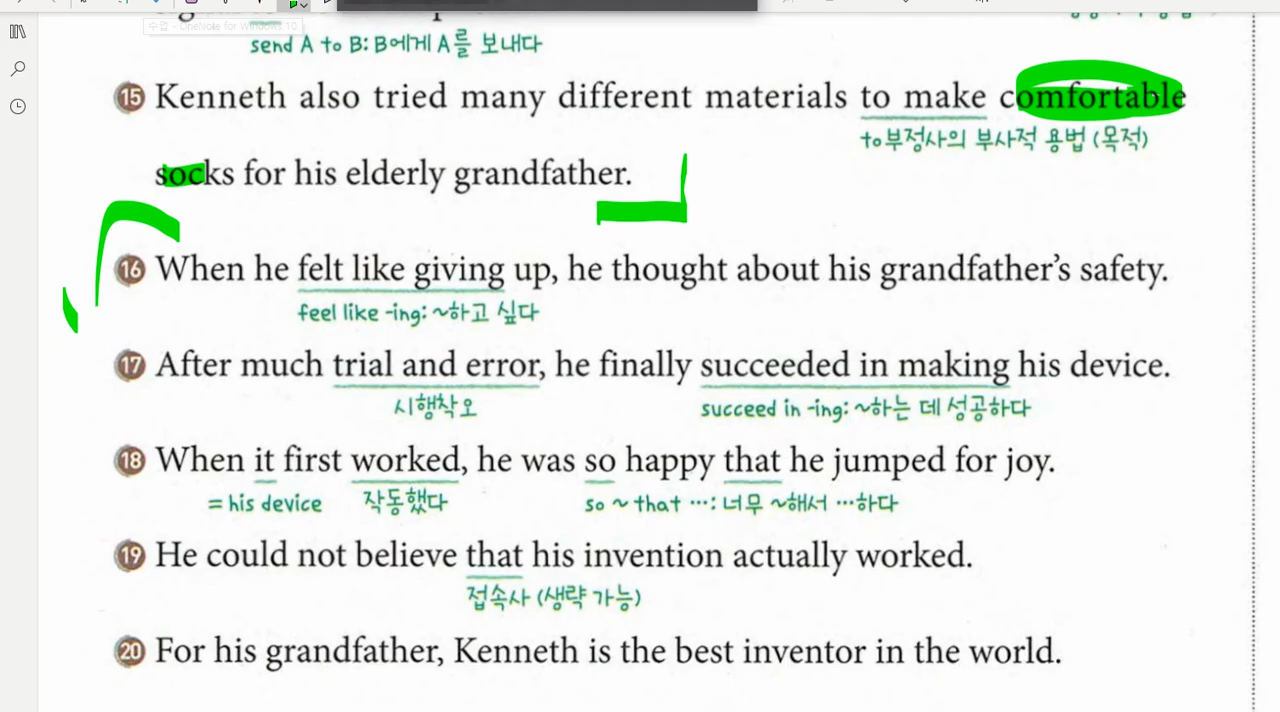 수업 - OneNote for Windows 10
send A to B: B에게 A를 보내다
15 Kenneth also tried many different materials to make comfortable
to부정사의 부사적 용법 (목적)
socks for his elderly grandfather.
16 When he felt like giving up, he thought about his grandfather's safety.
feel like -ing: ~하고 싶다
17 After much trial and error, he finally succeeded in making his device.
시행착오 succeed in -ing: ~하는 데 성공하다
18 When it first worked, he was so happy that he jumped for joy.
= his device 작동했다 so ~ that …: 너무 ~해서 …하다
19 He could not believe that his invention actually worked.
접속사 (생략 가능)
20 For his grandfather, Kenneth is the best inventor in the world.